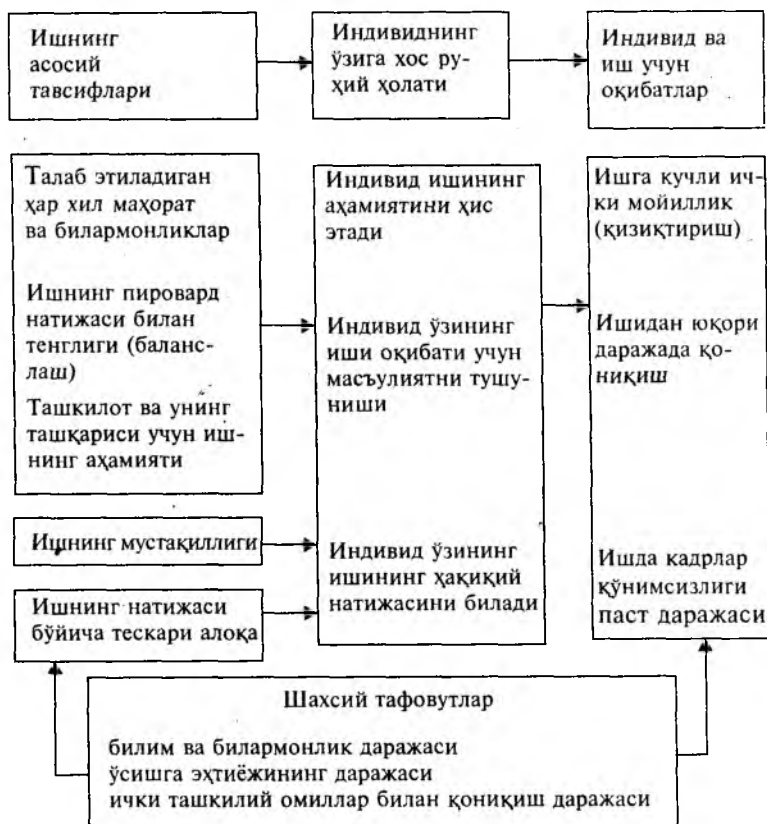 Ишнинг
асосий
тавсифлари
Индивиднинг
ўзига хос ру-
ҳий ҳолати
Индивид ва
иш учун
оқибатлар
Талаб этиладиган
ҳар хил маҳорат
ва билармонликлар
Ишнинг пировард
натижаси билан
тенглиги (баланс-
лаш)
Ташкилот ва унинг
ташқариси учун иш-
нинг аҳамияти
Ишнинг мустақиллиги
Ишнинг натижаси
бўйича тескари алоқа
Индивид ишининг
аҳамиятини ҳис
этади
Индивид ўзининг
иши оқибати учун
масъулиятни тушу-
ниши
Индивид ўзининг
ишининг ҳақиқий
натижасини билади
Ишга кучли ич-
ки мойиллик
(қизиқтириш)
Ишидан юқори
даражада қо-
ниқиш
Ишда кадрлар
қўнимсизлиги
паст даражаси
Шахсий тафовутлар
билим ва билармонлик даражаси
ўсишга эҳтиёжининг даражаси
ички ташкилий омиллар билан қониқиш даражаси